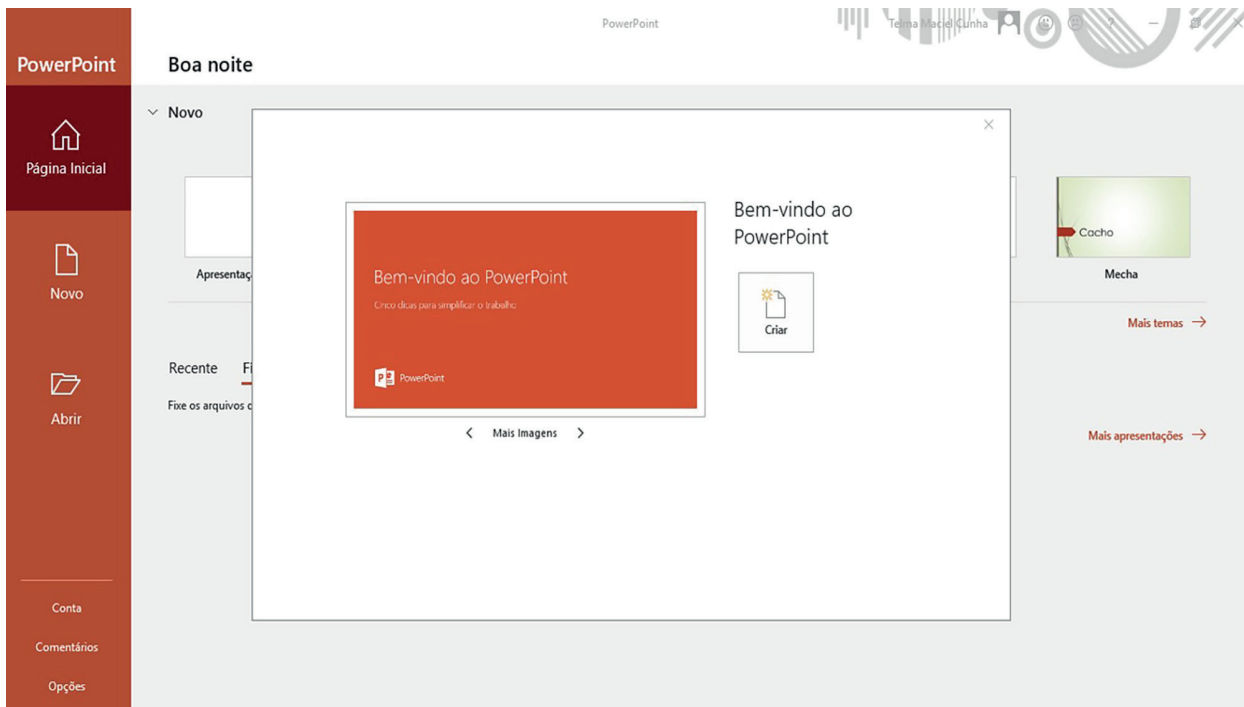 PowerPoint
Telma Maciel Cunha
?
PowerPoint
Boa noite
Página Inicial
Novo
Abrir
Conta
Comentários
Opções
Novo
Cacho
Mecha
Mais temas
Recente
Fixe os arquivos
Mais apresentações
Bem-vindo ao PowerPoint
Cinco dicas para simplificar o trabalho
PowerPoint
Mais Imagens
Bem-vindo ao
PowerPoint
Criar